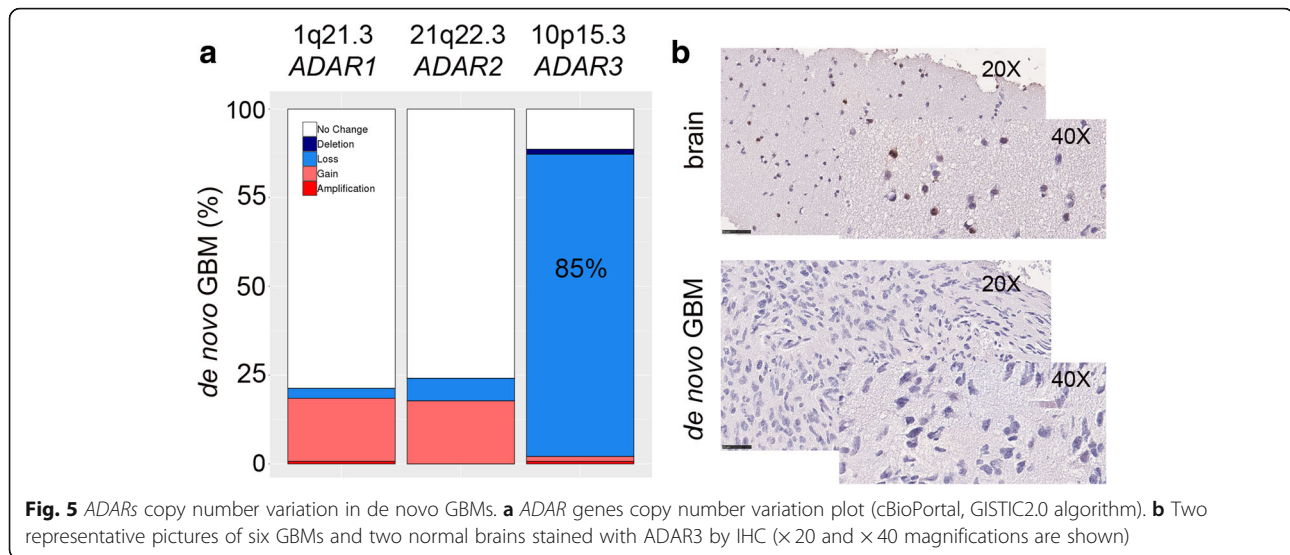 a
1q21.3 21q22.3 10p15.3
ADAR1 ADAR2 ADAR3
de novo GBM (%)
100
55
50
25
0
No Change
Deletion
Loss
Gain
Amplification
85%
b
brain
20X
40X
de novo GBM
20X
40X
Fig. 5 ADARs copy number variation in de novo GBMs. a ADAR genes copy number variation plot (cBioPortal, GISTIC2.0 algorithm). b Two
representative pictures of six GBMs and two normal brains stained with ADAR3 by IHC (× 20 and × 40 magnifications are shown)